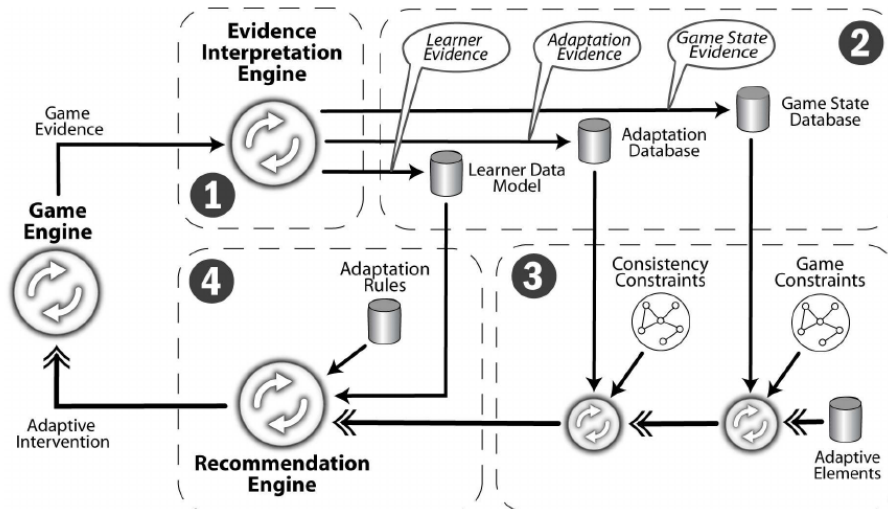 Evidence
Interpretation
Engine
Learner
Evidence
Adaptation
Evidence
Game State
Evidence
2
Game
Evidence
Game State
Database
Adaptation
Database
Learner Data
Model
1
Game
Engine
4
Adaptation
Rules
3
Consistency
Constraints
Game
Constraints
Adaptive
Intervention
Recommendation
Engine
Adaptive
Elements